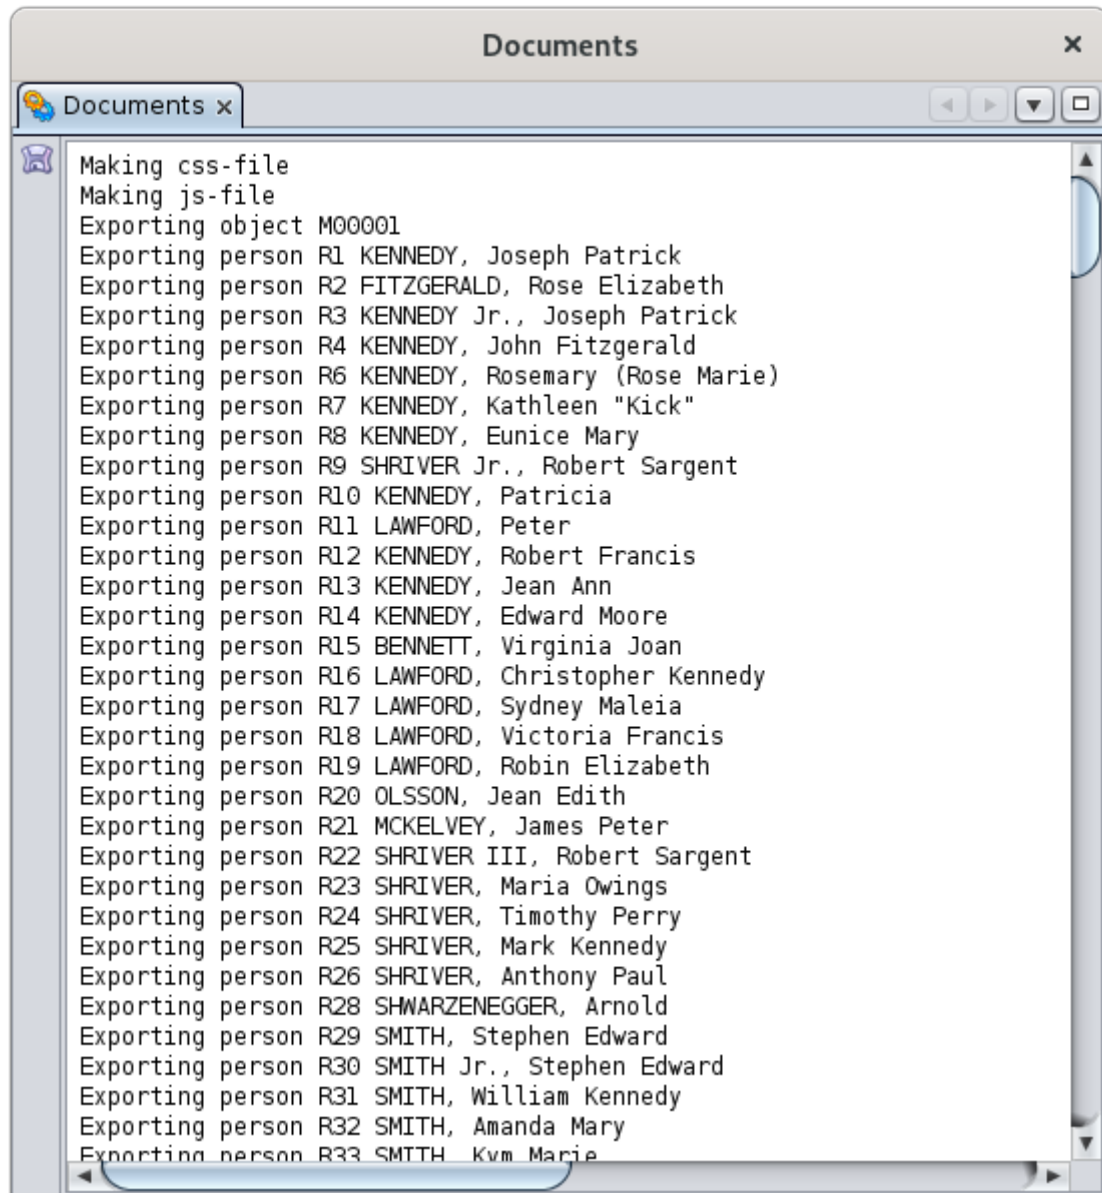 Documents
Documents
Making css-file
Making js-file
Exporting object M00001
Exporting person R1 KENNEDY, Joseph Patrick
Exporting person R2 FITZGERALD, Rose Elizabeth
Exporting person R3 KENNEDY Jr., Joseph Patrick
Exporting person R4 KENNEDY, John Fitzgerald
Exporting person R6 KENNEDY, Rosemary (Rose Marie)
Exporting person R7 KENNEDY, Kathleen "Kick"
Exporting person R8 KENNEDY, Eunice Mary
Exporting person R9 SHRIVER Jr., Robert Sargent
Exporting person R10 KENNEDY, Patricia
Exporting person R11 LAWFORD, Peter
Exporting person R12 KENNEDY, Robert Francis
Exporting person R13 KENNEDY, Jean Ann
Exporting person R14 KENNEDY, Edward Moore
Exporting person R15 BENNETT, Virginia Joan
Exporting person R16 LAWFORD, Christopher Kennedy
Exporting person R17 LAWFORD, Sydney Maleia
Exporting person R18 LAWFORD, Victoria Francis
Exporting person R19 LAWFORD, Robin Elizabeth
Exporting person R20 OLSSON, Jean Edith
Exporting person R21 MCKELVEY, James Peter
Exporting person R22 SHRIVER III, Robert Sargent
Exporting person R23 SHRIVER, Maria Owings
Exporting person R24 SHRIVER, Timothy Perry
Exporting person R25 SHRIVER, Mark Kennedy
Exporting person R26 SHRIVER, Anthony Paul
Exporting person R28 SHWARZENEGGER, Arnold
Exporting person R29 SMITH, Stephen Edward
Exporting person R30 SMITH Jr., Stephen Edward
Exporting person R31 SMITH, William Kennedy
Exporting person R32 SMITH, Amanda Mary
Exporting person R33 SMITH, Kym Marie